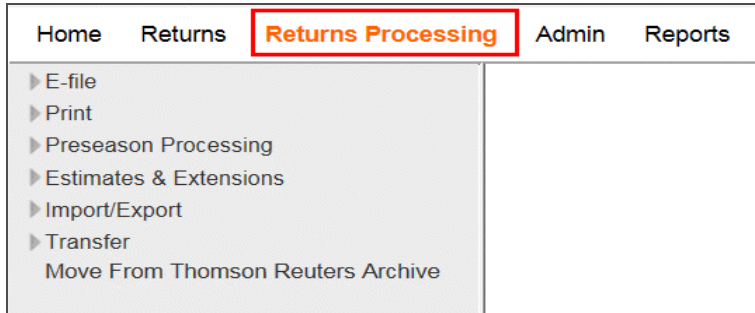 Home Returns Returns Processing Admin Reports
E-file
Print
Preseason Processing
Estimates & Extensions
Import/Export
Transfer
Move From Thomson Reuters Archive